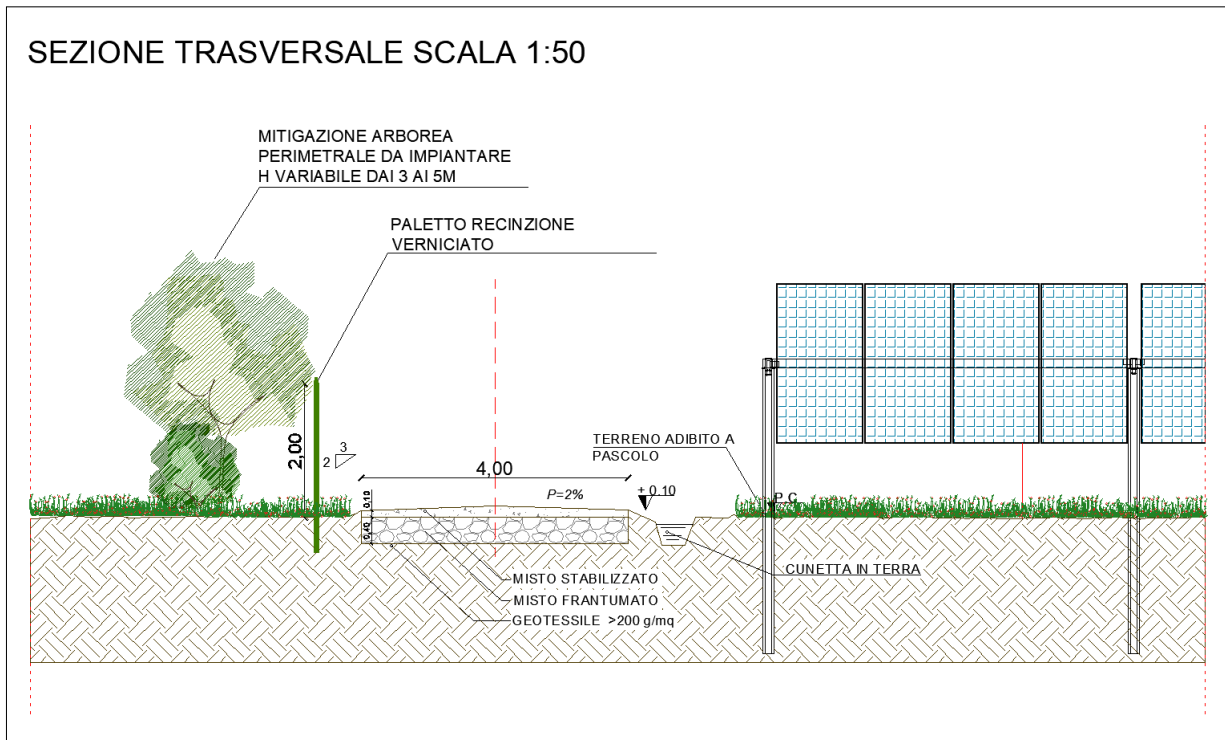 SEZIONE TRASVERSALE SCALA 1:50
MITIGAZIONE ARBOREA
PERIMETRALE DA IMPIANTARE
H VARIABILE DAI 3 AI 5M
PALETTO RECINZIONE
VERNICIATO
2,00
3
2
4,00
TERRENO ADIBITO A
PASCOLO
P=2%
+ 0.10
P.C
0.10
0,40
CUNETTA IN TERRA
MISTO STABILIZZATO
MISTO FRANTUMATO
GEOTESSILE >200 g/mq